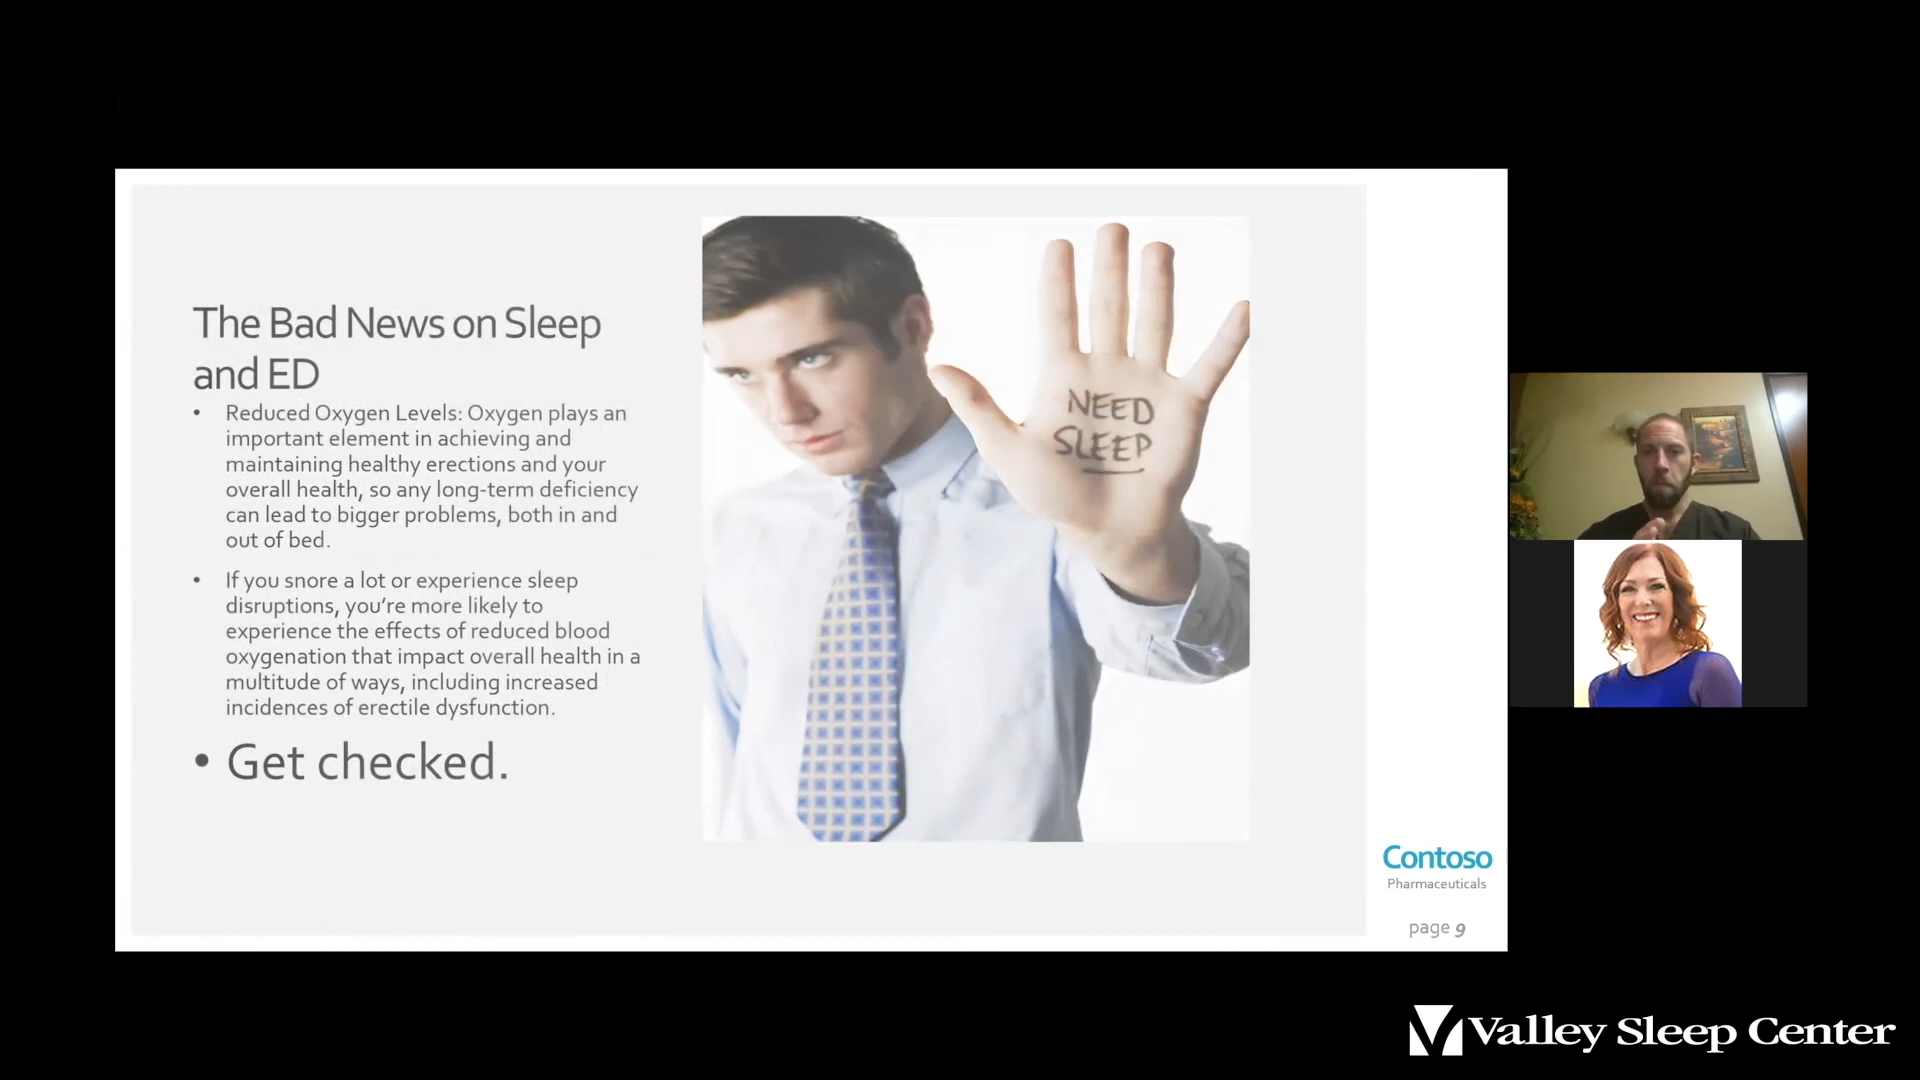 The Bad News on Sleep
and ED
• Reduced Oxygen Levels: Oxygen plays an
important element in achieving and
maintaining healthy erections and your
overall health, so any long-term deficiency
can lead to bigger problems, both in and
out of bed.
• If you snore a lot or experience sleep
disruptions, you're more likely to
experience the effects of reduced blood
oxygenation that impact overall health in a
multitude of ways, including increased
incidences of erectile dysfunction.
• Get checked.
NEED
SLEEP
Contoso
Pharmaceuticals
page 9
Valley Sleep Center